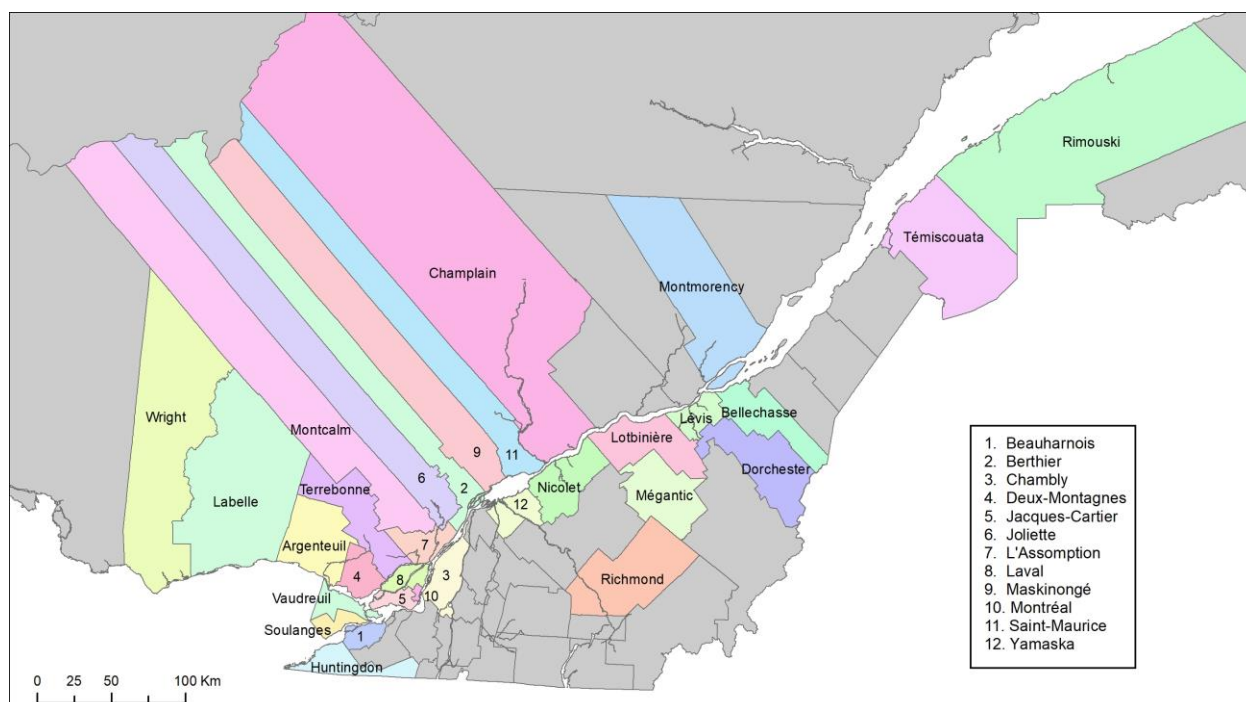 Rimouski
Témiscouata
Champlain
Montmorency
Wright
Montcalm
Lévis
Bellechasse
Lotbinière
9
11
Dorchester
6
2
Nicolet
Terrebonne
Labelle
Mégantic
12
Argenteuil
7
4
8
3
Richmond
5
10
Vaudreuil
Soulanges
1
Huntingdon
1. Beauharnois
2. Berthier
3. Chambly
4. Deux-Montagnes
5. Jacques-Cartier
6. Joliette
7. L'Assomption
8. Laval
9. Maskinongé
10. Montréal
11. Saint-Maurice
12. Yamaska
0 25 50 100 Km